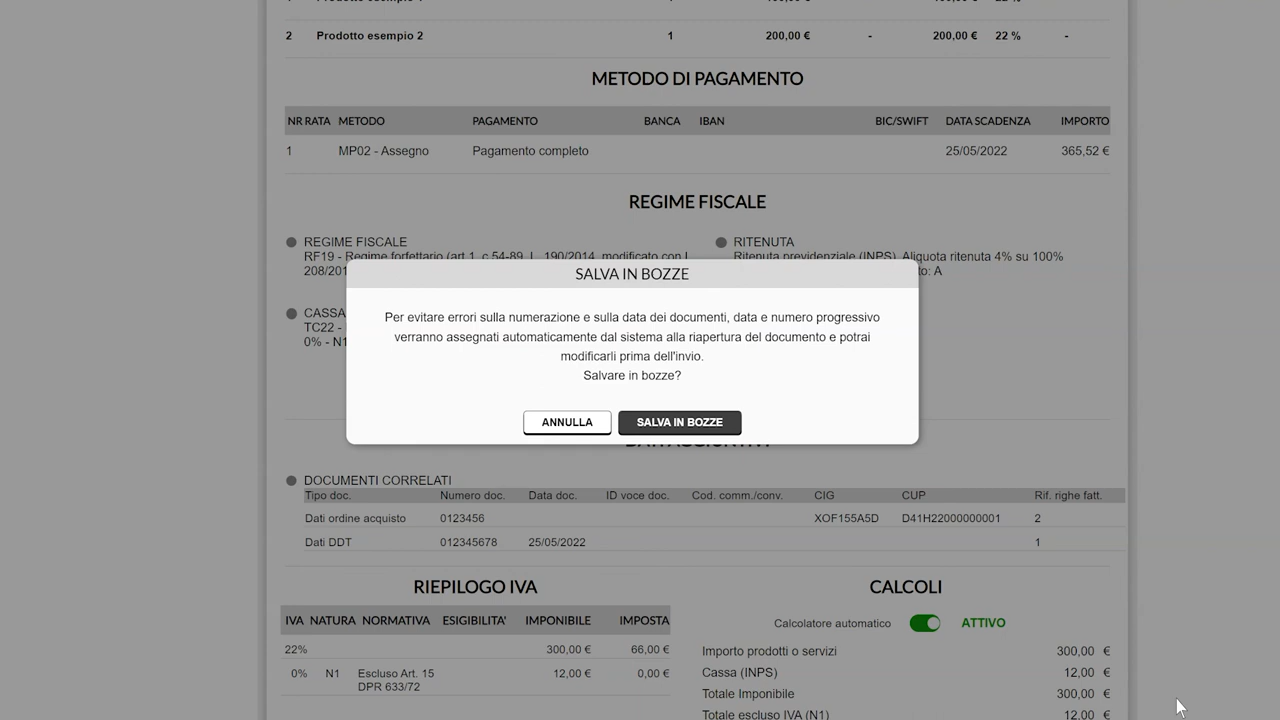 2 Prodotto esempio 2 1 200,00 € - 200,00 € 22 % -
METODO DI PAGAMENTO
NR RATA METODO PAGAMENTO BANCA IBAN BIC/SWIFT DATA SCADENZA IMPORTO
1 MP02 - Assegno Pagamento completo 25/05/2022 365,52 €
REGIME FISCALE
REGIME FISCALE
RF19 - Regime forfettario (art.1, c.54-89, L. 190/2014, modificato con L
208/201
RITENUTA
Ritenuta previdenziale (INPS), Aliquota ritenuta 4% su 100%
to: A
CASSA
TC22 -
0% - N1
SALVA IN BOZZE
Per evitare errori sulla numerazione e sulla data dei documenti, data e numero progressivo
verranno assegnati automaticamente dal sistema alla riapertura del documento e potrai
modificarli prima dell'invio.
Salvare in bozze?
ANNULLA SALVA IN BOZZE
DOCUMENTI CORRELATI
Tipo doc. Numero doc. Data doc. ID voce doc. Cod. comm./conv. CIG CUP Rif. righe fatt.
Dati ordine acquisto 0123456 XOF155A5D D41H22000000001 2
Dati DDT 012345678 25/05/2022 1
RIEPILOGO IVA
IVA NATURA NORMATIVA ESIGIBILITA' IMPONIBILE IMPOSTA
22% 300,00 € 66,00 €
0% N1 Escluso Art. 15 12,00 € 0,00 €
DPR 633/72
CALCOLI
Calcolatore automatico ATTIVO
Importo prodotti o servizi 300,00 €
Cassa (INPS) 12,00 €
Totale Imponibile 300,00 €
Totale escluso IVA (N1) 12,00 €